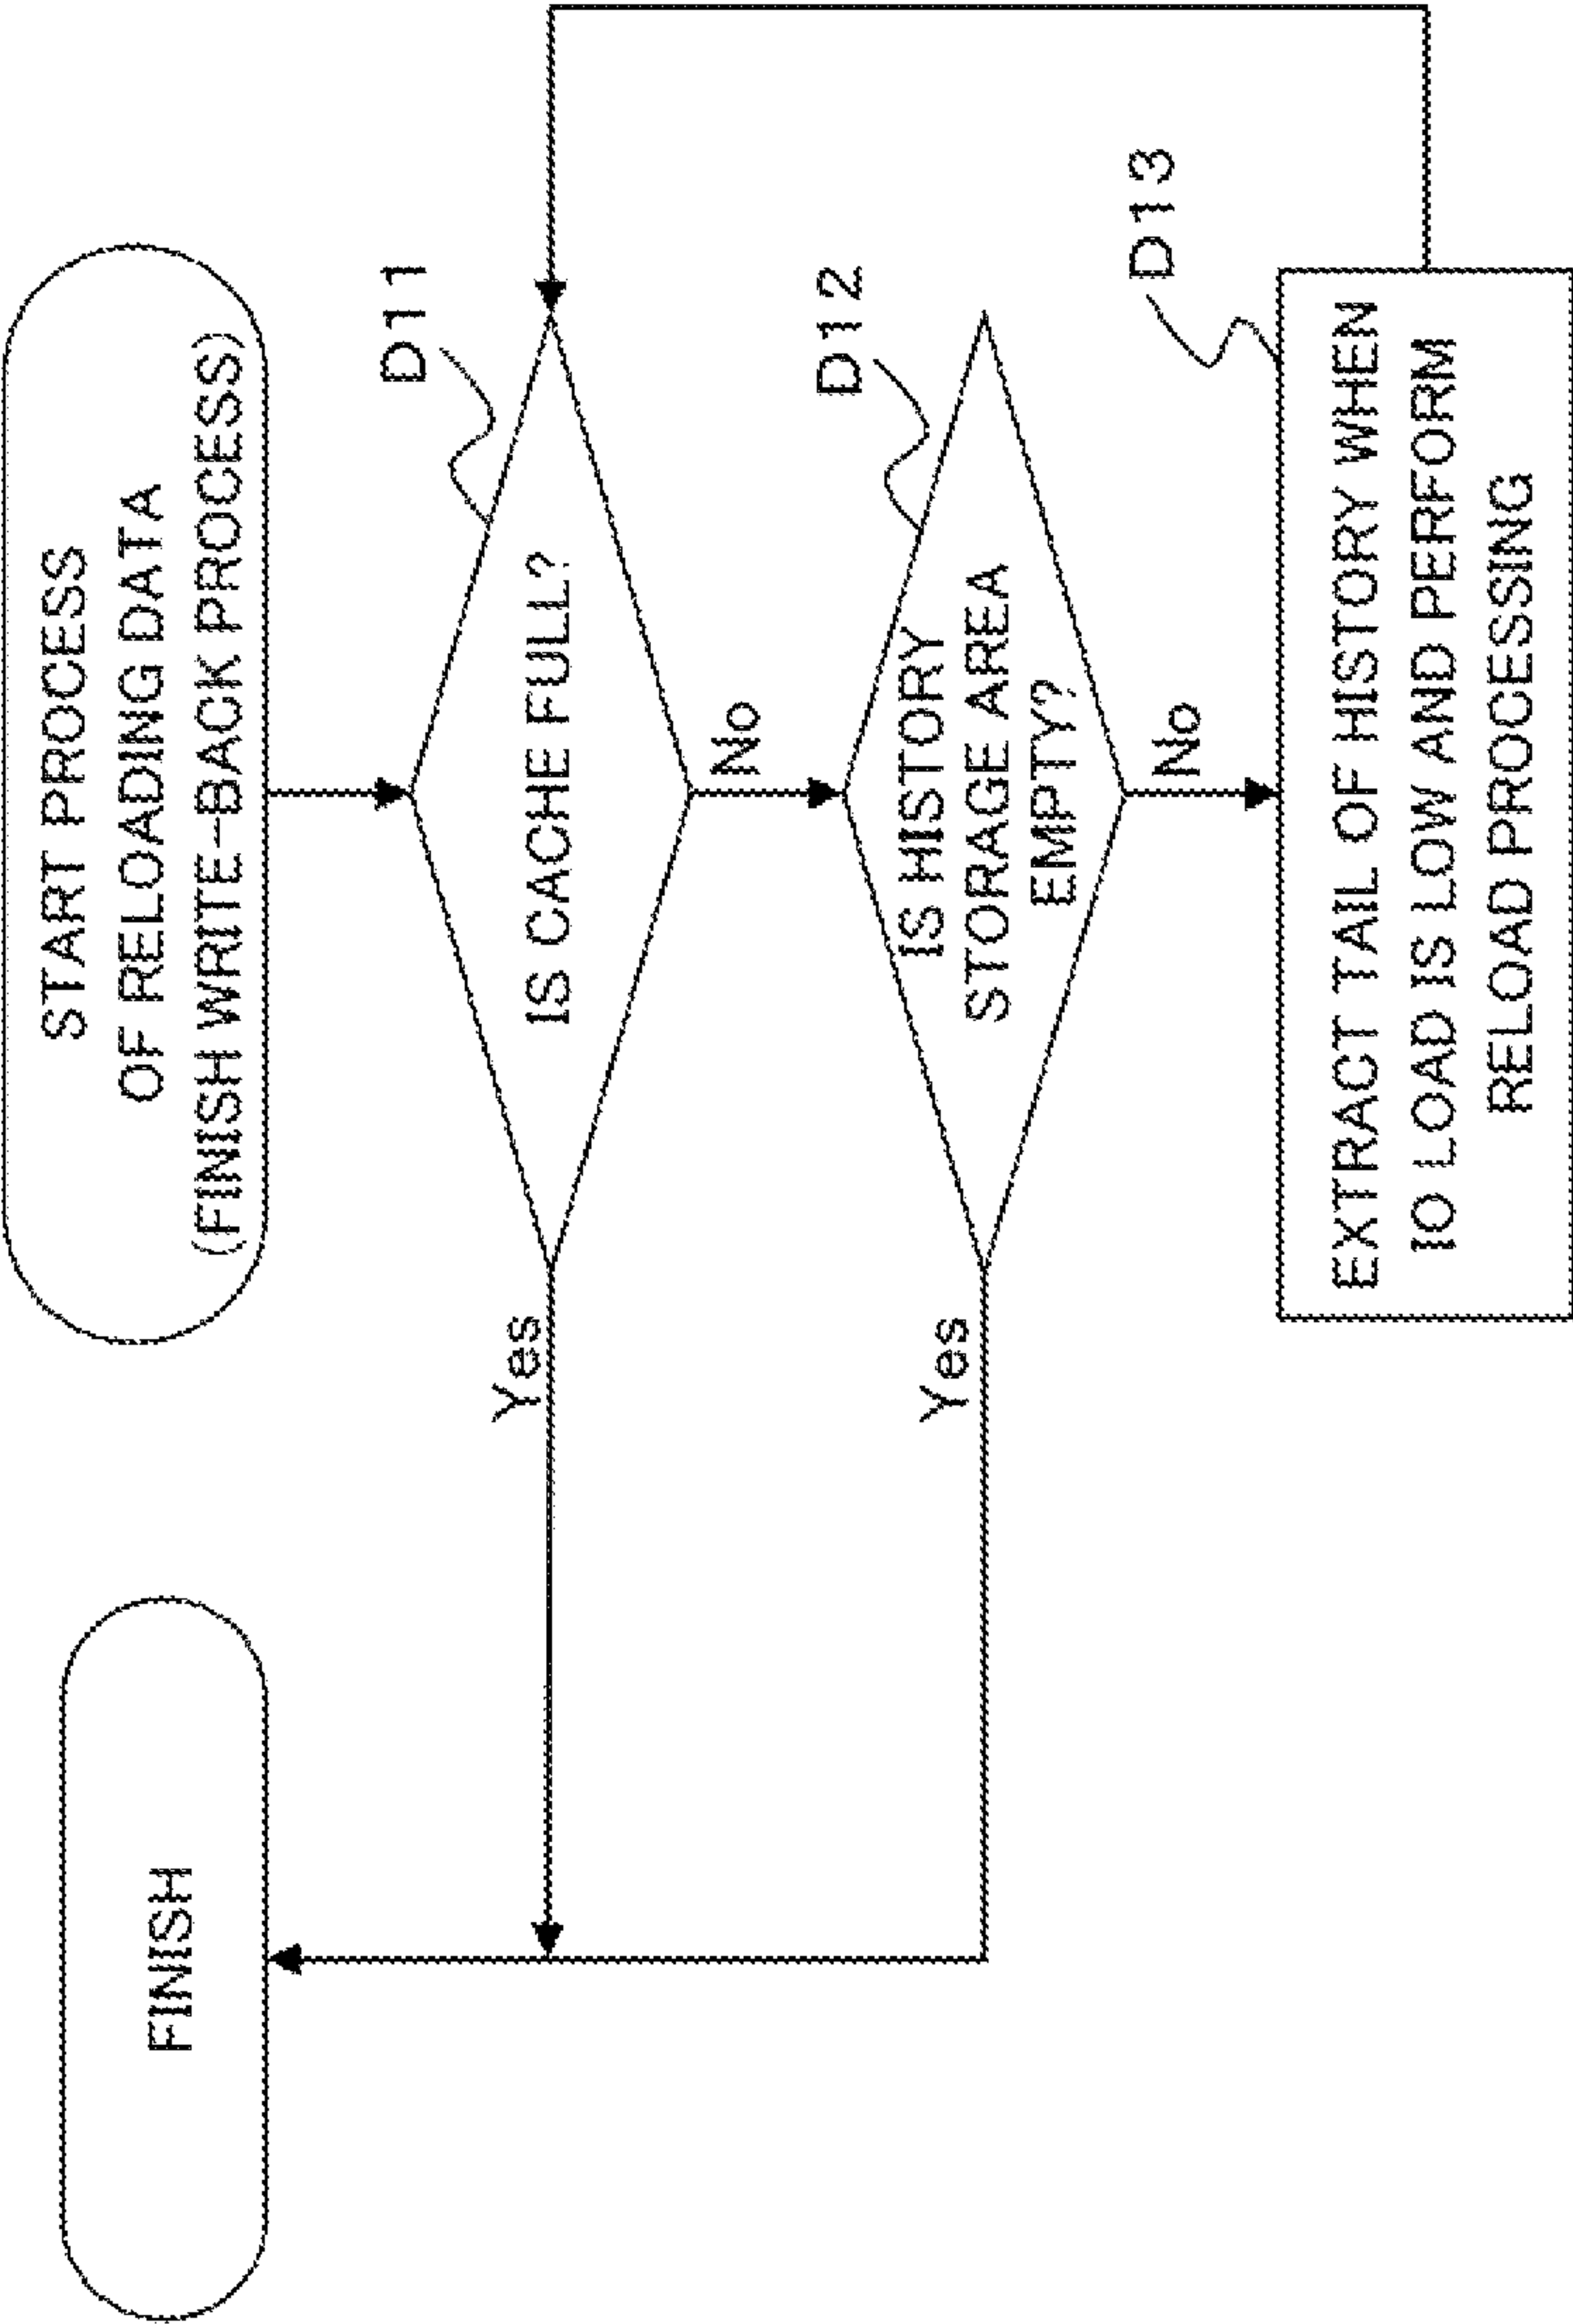 START PROCESS
OF RELOADING DATA
(FINISH WRITE-BACK PROCESS)
D11
IS CACHE FULL?
Yes
No
D12
IS HISTORY
STORAGE AREA
EMPTY?
Yes
No
D13
EXTRACT TAIL OF HISTORY WHEN
IO LOAD IS LOW AND PERFORM
RELOAD PROCESSING
FINISH